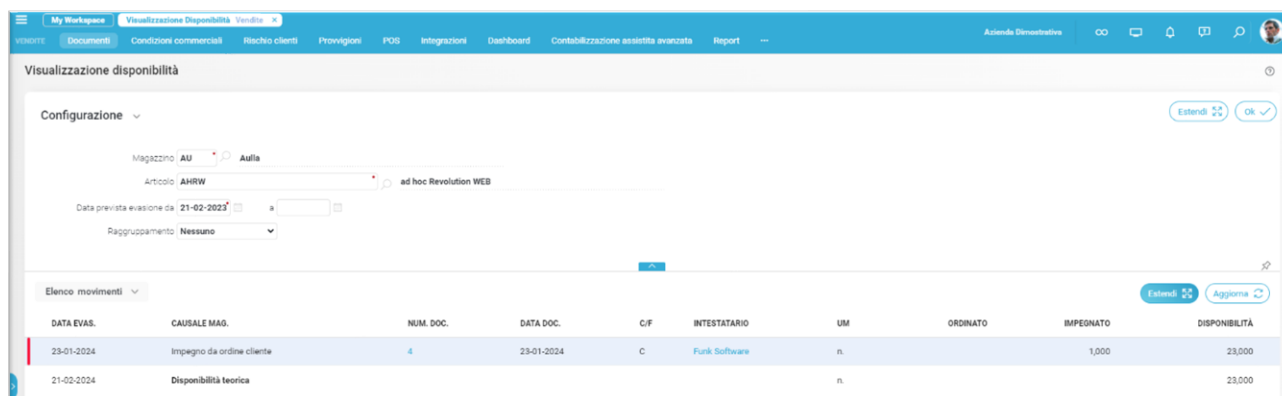 My Workspace Visualizzazione Disponibilità Vendite ×
VENDITE Documenti Condizioni commerciali Rischio clienti Provvigioni POS Integrazioni Dashboard Contabilizzazione assistita avanzata Report ... Azienda Dimostrativa
Visualizzazione disponibilità
Configurazione
Estendi Ok
Magazzino AU * Aulla
Articolo AHRW * ad hoc Revolution WEB
Data prevista evasione da 21-02-2023* a
Raggruppamento Nessuno
Elenco movimenti Estendi Aggiorna
DATA EVAS. CAUSALE MAG. NUM. DOC. DATA DOC. C/F INTESTATARIO UM ORDINATO IMPEGNATO DISPONIBILITÀ
23-01-2024 Impegno da ordine cliente 4 23-01-2024 C Funk Software n. 1,000 23,000
21-02-2024 Disponibilità teorica n. 23,000